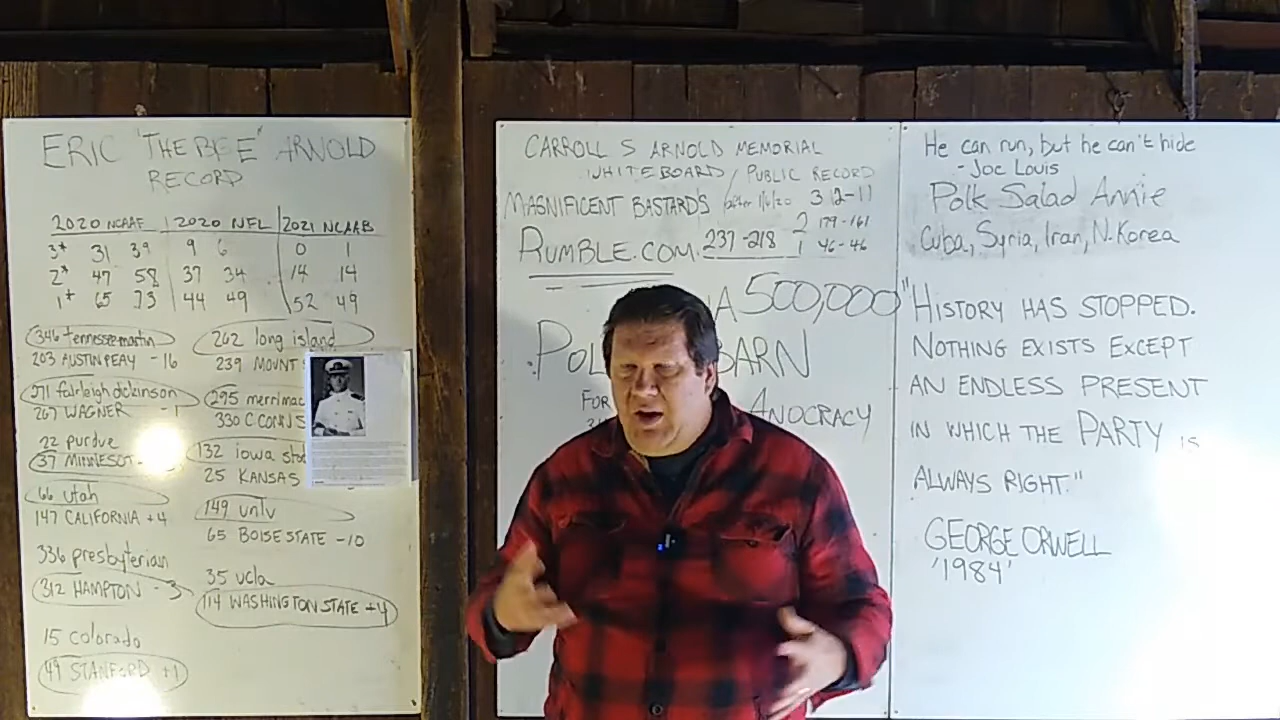 ERIC "THE BEE" ARNOLD
RECORD
2020 NCAAF 2020 NFL 2021 NCAAB
3* 31 39 9 6 0 1
2* 47 58 37 34 14 14
1* 65 73 44 49 52 49
346 tennessee martin
203 AUSTIN PEAY -16
271 fairleigh dickinson
267 WAGNER -1
22 purdue
37 MINNESOT
66 utah
147 CALIFORNIA +4
336 presbyterian
312 HAMPTON -3
15 colorado
49 STANFORD +1
262 long island
239 MOUNT
295 merrimac
330 C CONN S
132 iowa sta
25 KANSAS
149 unlv
65 BOISE STATE -10
35 ucla
114 WASHINGTON STATE +4
CARROLL S ARNOLD MEMORIAL
WHITEBOARD / PUBLIC RECORD
MAGNIFICENT BASTARDS 3 12-11
2 179-161
RUMBLE.COM 237-218 1 46-46
A 500,000
POL BARN
FOR ANOCRACY
He can run, but he can't hide
- Joe Louis
Polk Salad Annie
Cuba, Syria, Iran, N. Korea
"HISTORY HAS STOPPED.
NOTHING EXISTS EXCEPT
AN ENDLESS PRESENT
IN WHICH THE PARTY IS
ALWAYS RIGHT."
GEORGE ORWELL
'1984'